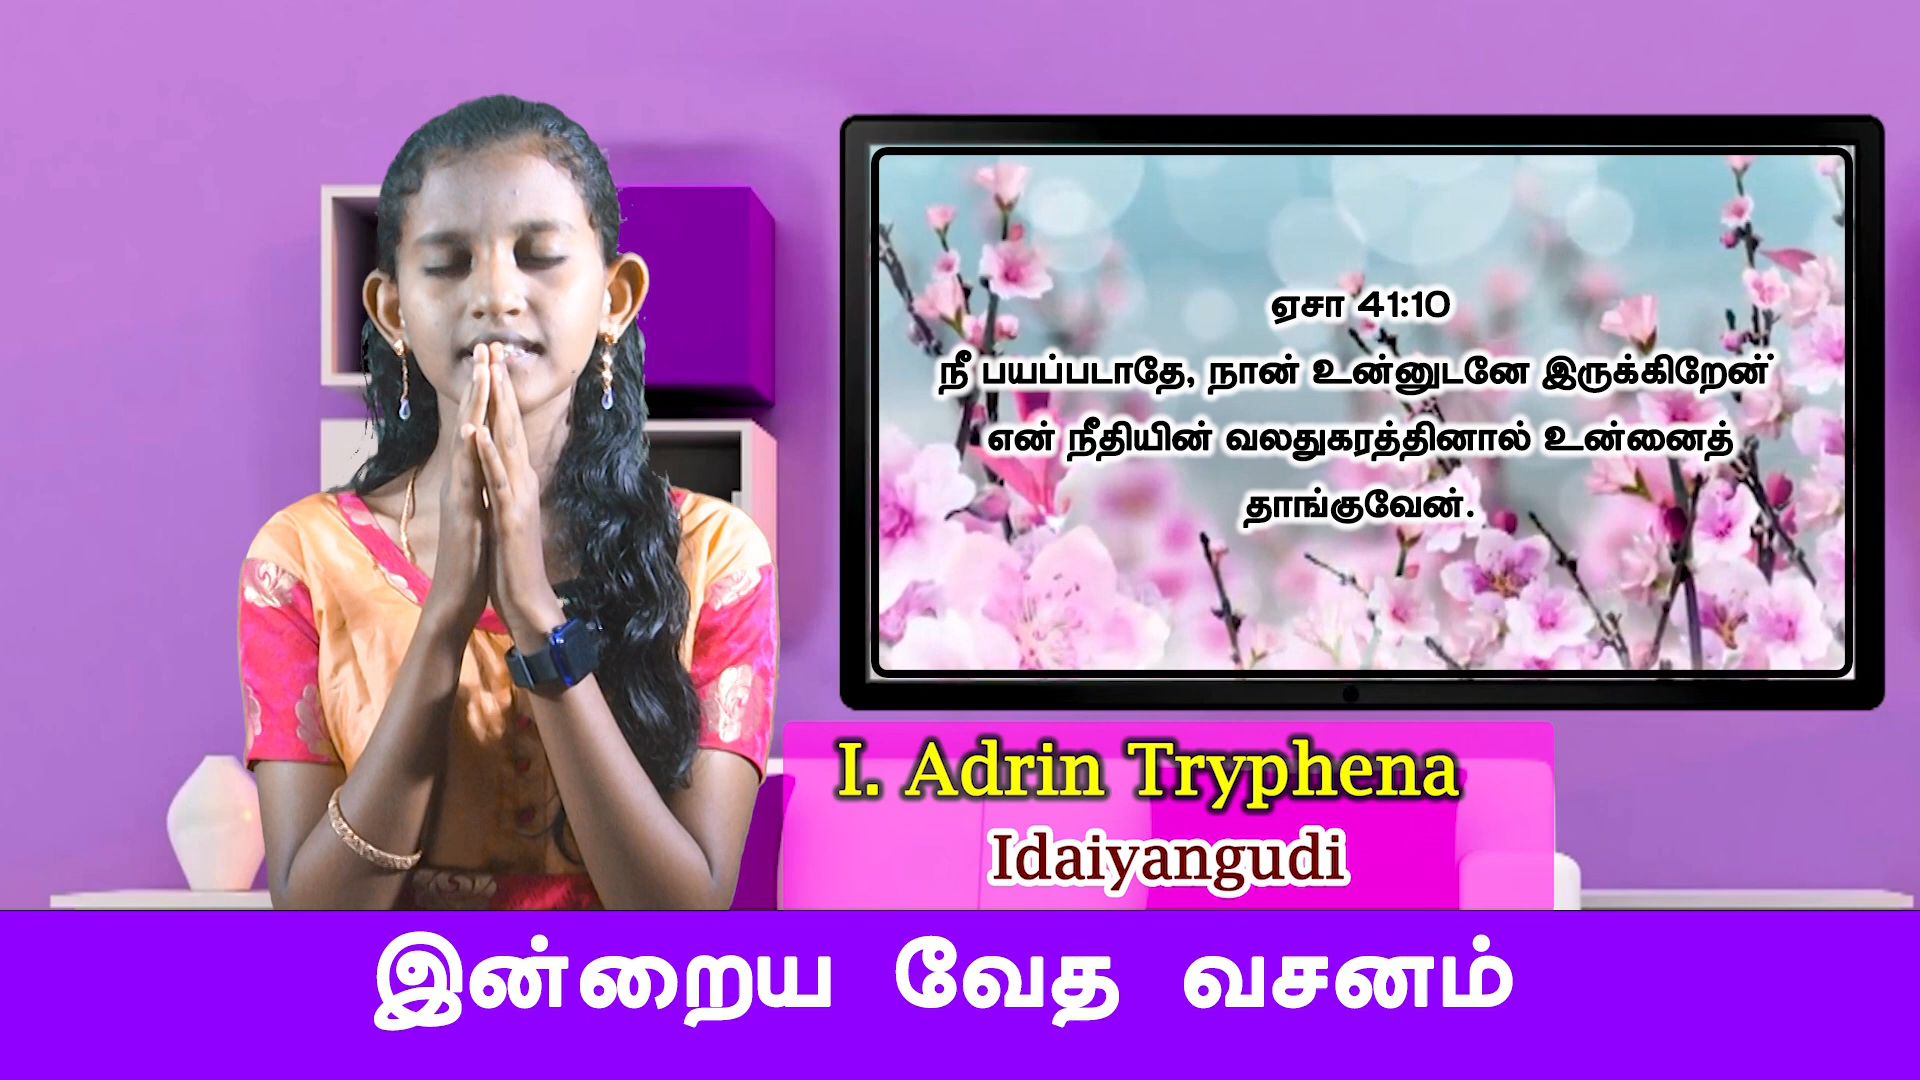 ஏசா 41:10
நீ பயப்படாதே, நான் உன்னுடனே இருக்கிறேன்
என் நீதியின் வலதுகரத்தினால் உன்னைத்
தாங்குவேன்.
I. Adrin Tryphena
Idaiyangudi
இன்றைய வேத வசனம்